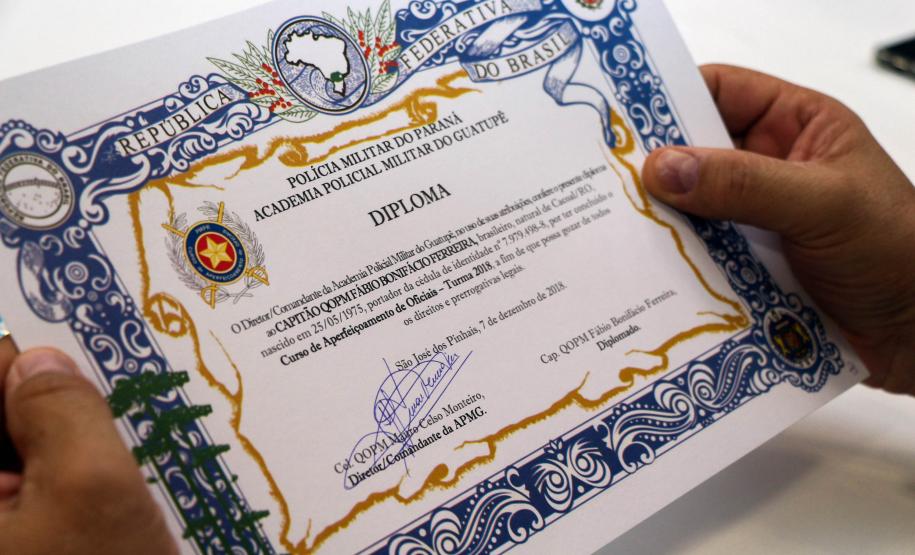 REPÚBLICA FEDERATIVA DO BRASIL
POLÍCIA MILITAR DO PARANÁ
ACADEMIA POLICIAL MILITAR DO GUATUPÊ
DIPLOMA
O Diretor/Comandante da Academia Policial Militar do Guatupê, no uso de suas atribuições, confere o presente diploma
ao CAPITÃO QOPM FÁBIO BONIFÁCIO FERREIRA, brasileiro, natural de Cacoal/RO,
nascido em 25/05/1975, portador da cédula de identidade nº 7.979.498-8, por ter concluído o
Curso de Aperfeiçoamento de Oficiais – Turma 2018, a fim de que possa gozar de todos
os direitos e prerrogativas legais.
São José dos Pinhais, 7 de dezembro de 2018.
Cel. QOPM Mauro Celso Monteiro,
Diretor/Comandante da APMG.
Cap. QOPM Fábio Bonifácio Ferreira,
Diplomado.